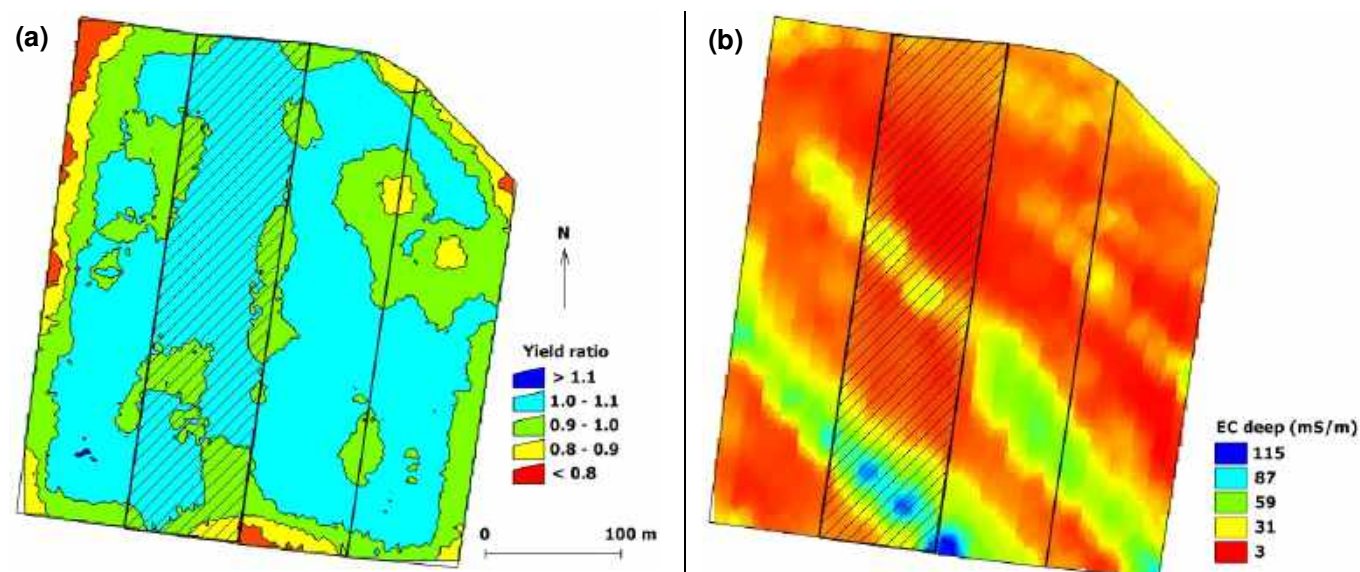 (a)
N
Yield ratio
> 1.1
1.0 - 1.1
0.9 - 1.0
0.8 - 0.9
< 0.8
0 100 m
(b)
EC deep (mS/m)
115
87
59
31
3